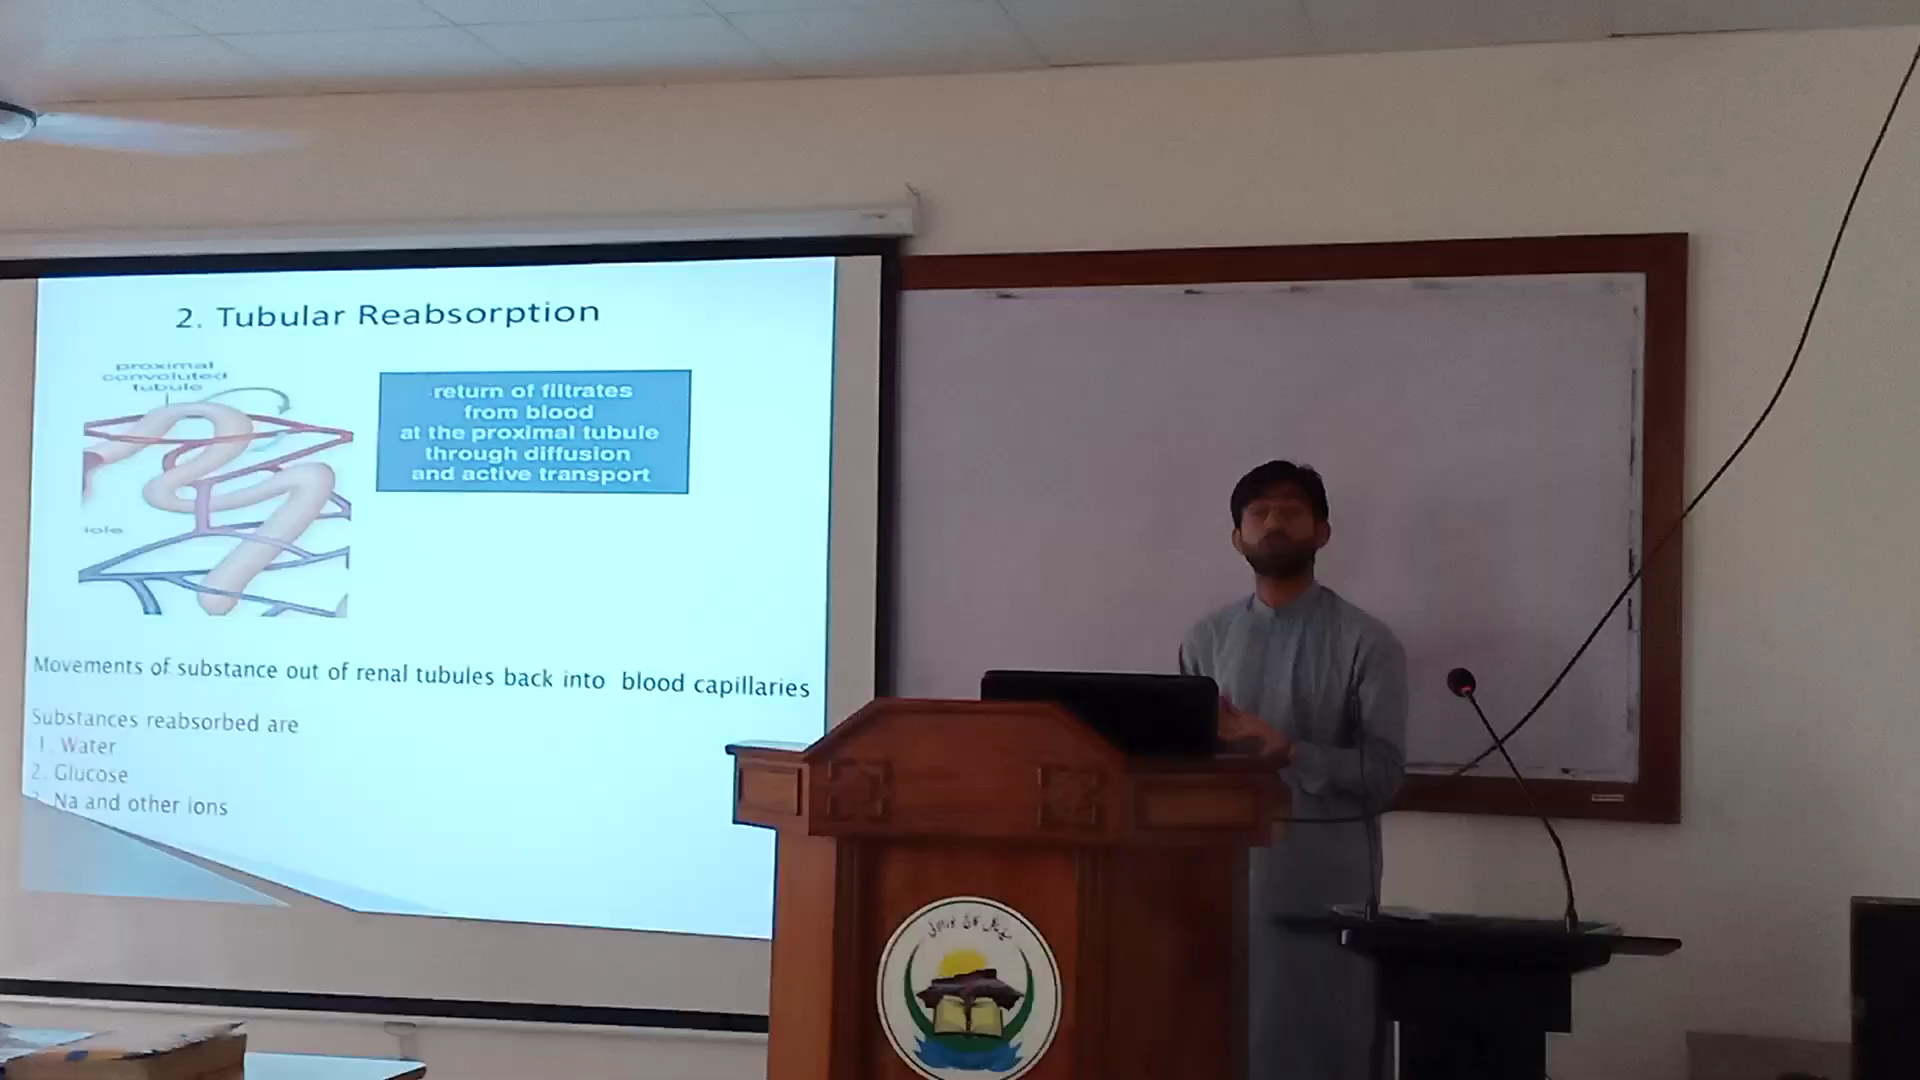 2. Tubular Reabsorption
proximal
convoluted
tubule
return of filtrates
from blood
at the proximal tubule
through diffusion
and active transport
iole
Movements of substance out of renal tubules back into blood capillaries
Substances reabsorbed are
1. Water
2. Glucose
3. Na and other ions